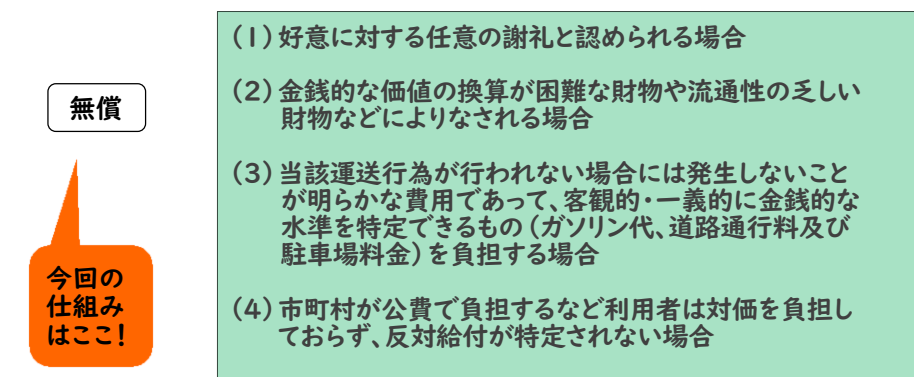 無償
今回の
仕組み
はここ！
（１）好意に対する任意の謝礼と認められる場合
（２）金銭的な価値の換算が困難な財物や流通性の乏しい
財物などによりなされる場合
（３）当該運送行為が行われない場合には発生しないこと
が明らかな費用であって、客観的・一義的に金銭的な
水準を特定できるもの（ガソリン代、道路通行料及び
駐車場料金）を負担する場合
（４）市町村が公費で負担するなど利用者は対価を負担し
ておらず、反対給付が特定されない場合